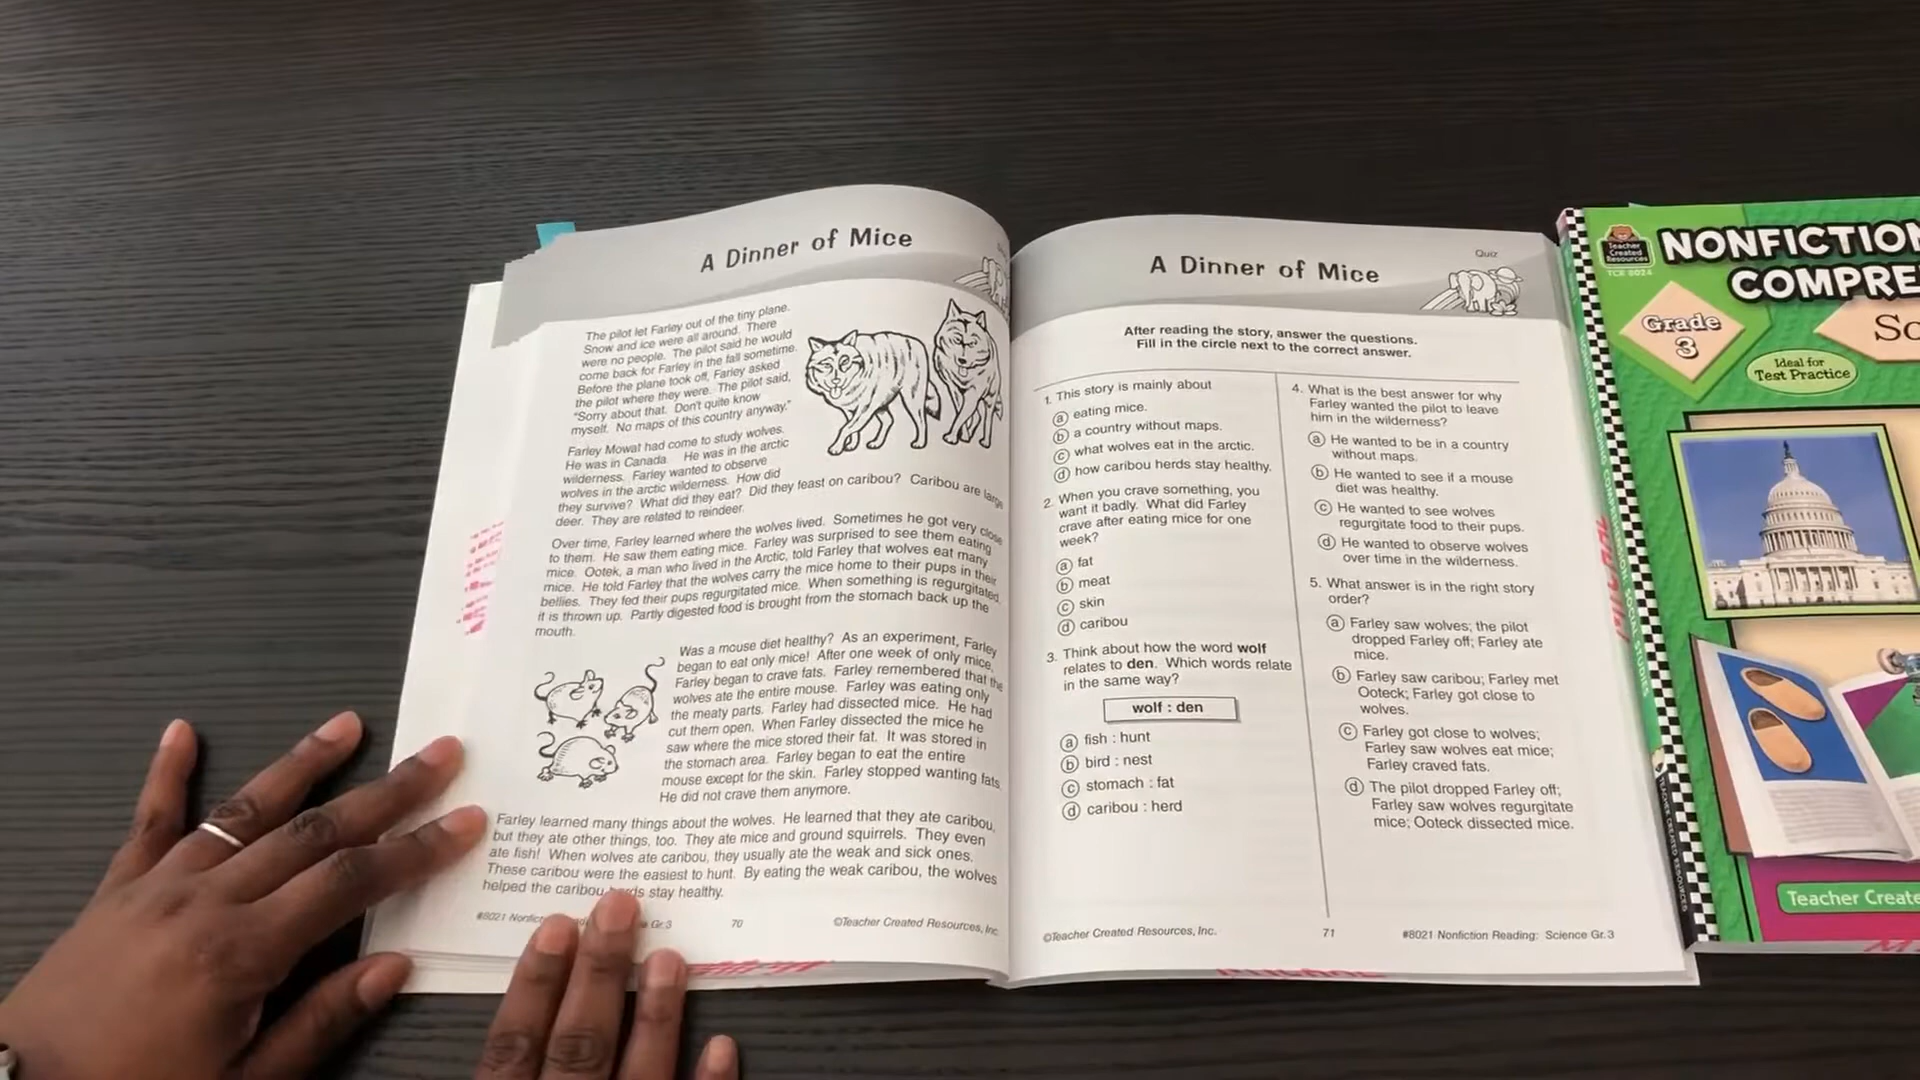 A Dinner of Mice
The pilot let Farley out of the tiny plane.
Snow and ice were all around. There
were no people. The pilot said he would
come back for Farley in the fall sometime.
Before the plane took off, Farley asked
the pilot where they were. The pilot said,
"Sorry about that. Don't quite know
myself. No maps of this country anyway."
Farley Mowat had come to study wolves.
He was in Canada. He was in the arctic
wilderness. Farley wanted to observe
wolves in the arctic wilderness. How did
they survive? What did they eat? Did they feast on caribou? Caribou are large
deer. They are related to reindeer.
Over time, Farley learned where the wolves lived. Sometimes he got very close
to them. He saw them eating mice. Farley was surprised to see them eating
mice. Ootek, a man who lived in the Arctic, told Farley that wolves eat many
mice. He told Farley that the wolves carry the mice home to their pups in their
bellies. They fed their pups regurgitated mice. When something is regurgitated,
it is thrown up. Partly digested food is brought from the stomach back up the
mouth.
Was a mouse diet healthy? As an experiment, Farley
began to eat only mice! After one week of only mice,
Farley began to crave fats. Farley remembered that the
wolves ate the entire mouse. Farley was eating only
the meaty parts. Farley had dissected mice. He had
cut them open. When Farley dissected the mice he
saw where the mice stored their fat. It was stored in
the stomach area. Farley began to eat the entire
mouse except for the skin. Farley stopped wanting fats.
He did not crave them anymore.
Farley learned many things about the wolves. He learned that they ate caribou,
but they ate other things, too. They ate mice and ground squirrels. They even
ate fish! When wolves ate caribou, they usually ate the weak and sick ones.
These caribou were the easiest to hunt. By eating the weak caribou, the wolves
helped the caribou herds stay healthy.
#8021 Gr.3 70 ©Teacher Created Resources, Inc.
A Dinner of Mice
Quiz
After reading the story, answer the questions.
Fill in the circle next to the correct answer.
1. This story is mainly about
a eating mice.
b a country without maps.
c what wolves eat in the arctic.
d how caribou herds stay healthy.
2. When you crave something, you
want it badly. What did Farley
crave after eating mice for one
week?
a fat
b meat
c skin
d caribou
3. Think about how the word wolf
relates to den. Which words relate
in the same way?
wolf : den
a fish : hunt
b bird : nest
c stomach : fat
d caribou : herd
4. What is the best answer for why
Farley wanted the pilot to leave
him in the wilderness?
a He wanted to be in a country
without maps.
b He wanted to see if a mouse
diet was healthy.
c He wanted to see wolves
regurgitate food to their pups.
d He wanted to observe wolves
over time in the wilderness.
5. What answer is in the right story
order?
a Farley saw wolves; the pilot
dropped Farley off; Farley ate
mice.
b Farley saw caribou; Farley met
Ooteck; Farley got close to
wolves.
c Farley got close to wolves;
Farley saw wolves eat mice;
Farley craved fats.
d The pilot dropped Farley off;
Farley saw wolves regurgitate
mice; Ooteck dissected mice.
©Teacher Created Resources, Inc. 71 #8021 Nonfiction Reading: Science Gr.3
Teacher
Created
Resources
TCR 8024
NONFICTION
COMPRE
Grade
3
So
Ideal for
Test Practice
Teacher Create
NONFICTION READING COMPREHENSION SOCIAL STUDIES
TEACHER CREATED RESOURCES